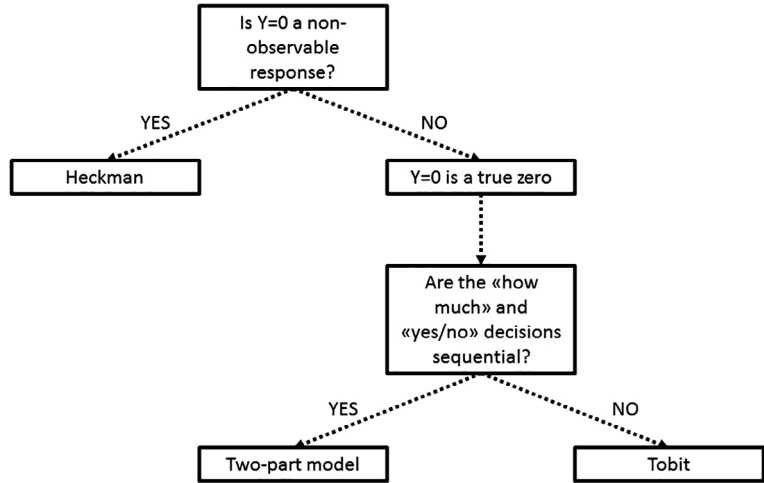 Is Y=0 a non-
observable
response?
YES
NO
Heckman
Y=0 is a true zero
Are the «how
much» and
«yes/no» decisions
sequential?
YES
NO
Two-part model
Tobit